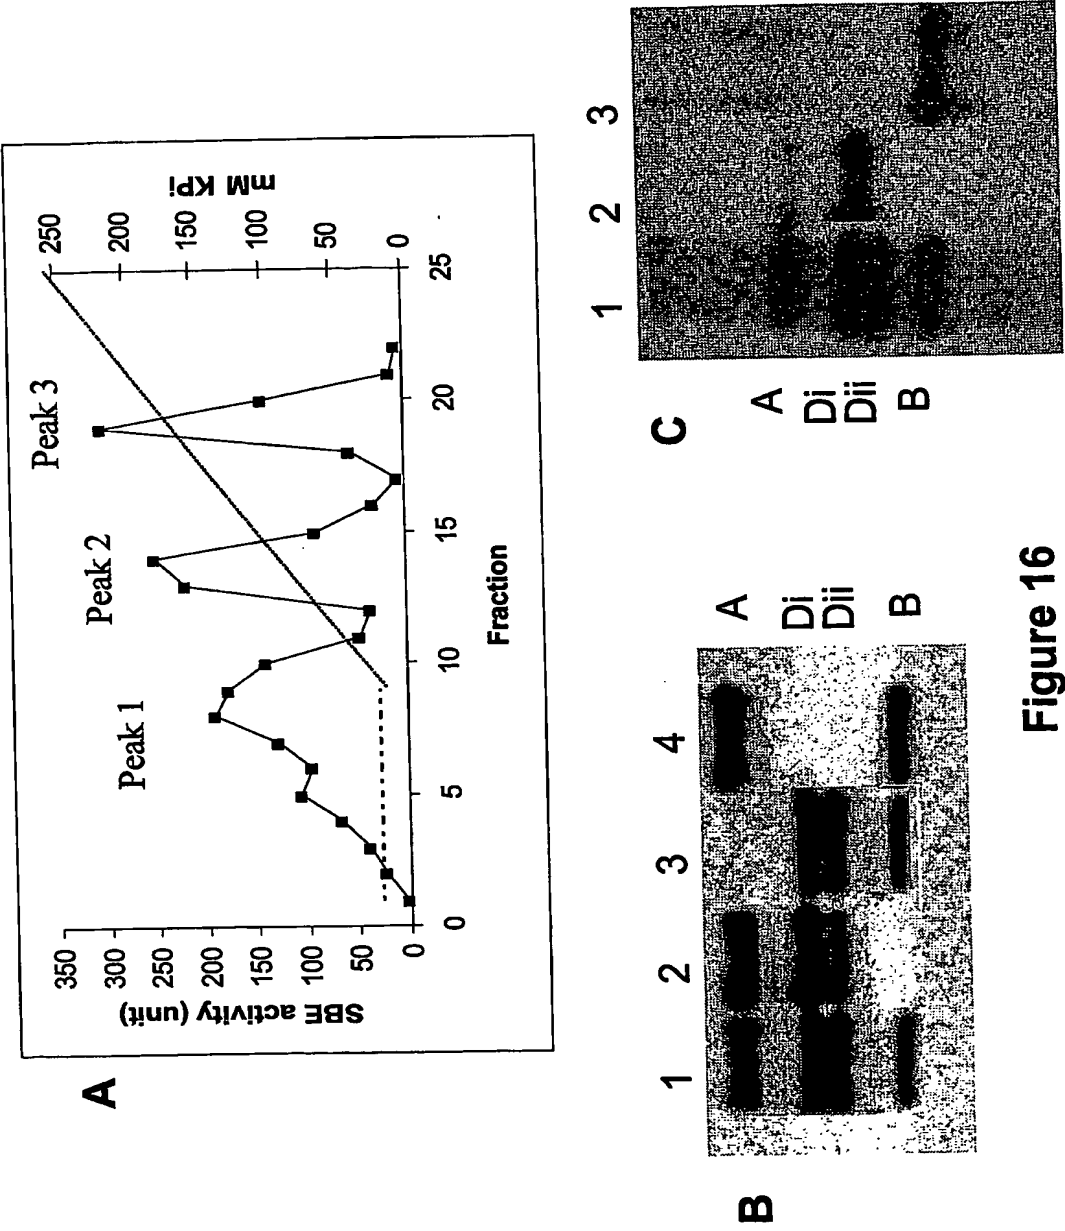 A
Peak 1
Peak 2
Peak 3
SBE activity (unit)
350
300
250
200
150
100
50
0
mM KPi
250
200
150
100
50
0
0 5 10 15 20 25
Fraction
B
1 2 3 4
A
Di
Dii
B
C
1 2 3
A
Di
Dii
B
Figure 16